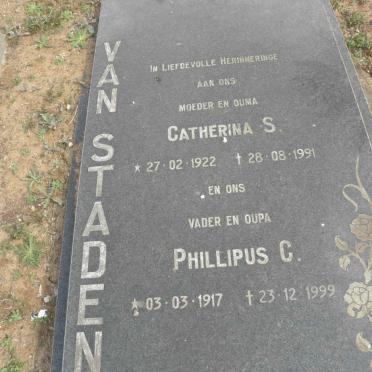 VAN STADEN
IN LIEFDEVOLLE HERINNERINGE
AAN ONS
MOEDER EN OUMA
CATHERINA S.
* 27·02·1922 † 28·08·1991
EN ONS
VADER EN OUPA
PHILLIPUS C.
* 03·03·1917 † 23·12·1999